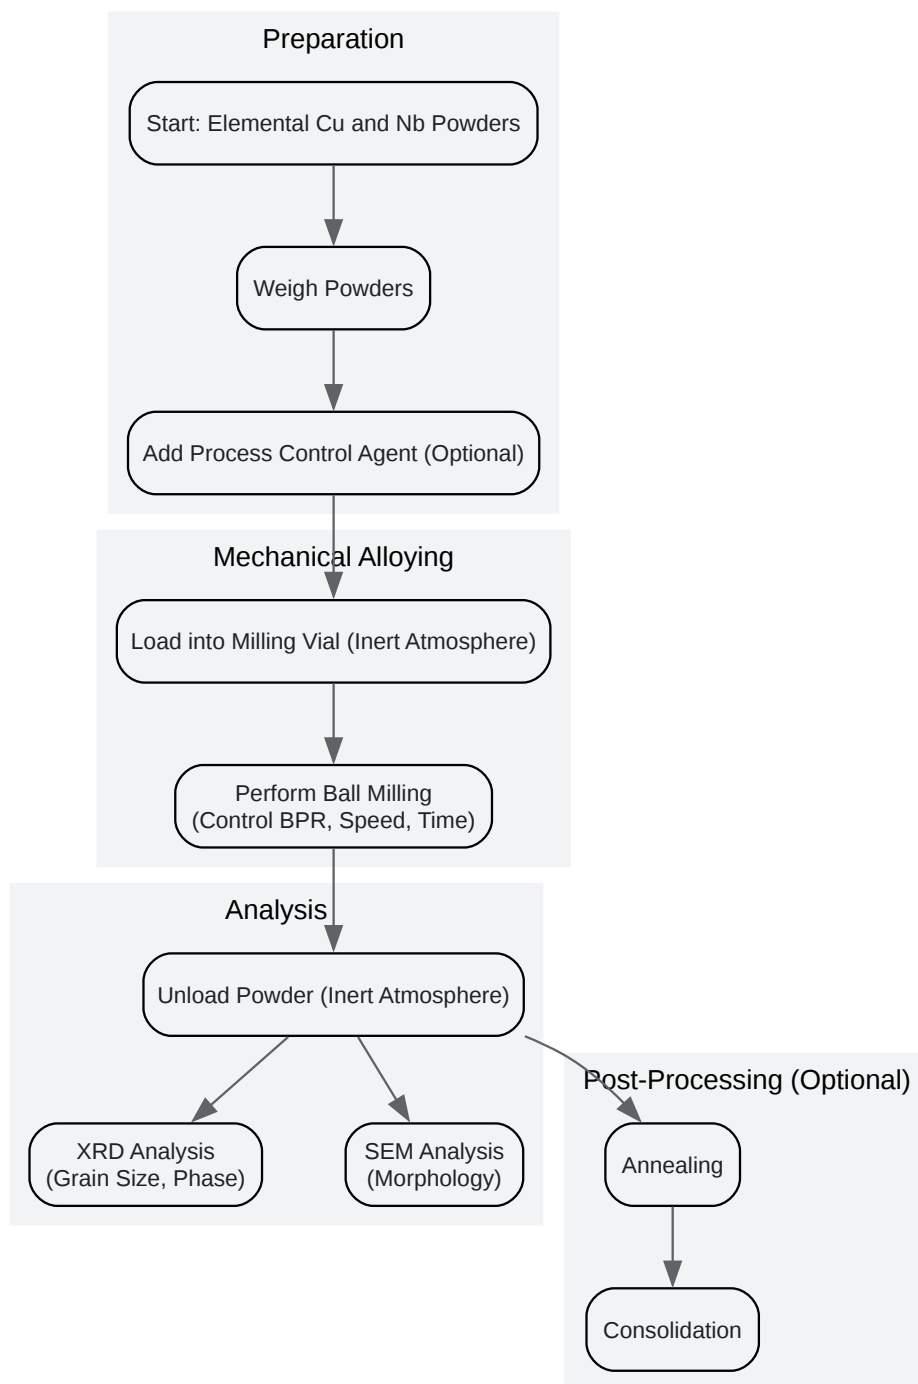 Preparation
Start: Elemental Cu and Nb Powders
Weigh Powders
Add Process Control Agent (Optional)
Mechanical Alloying
Load into Milling Vial (Inert Atmosphere)
Perform Ball Milling
(Control BPR, Speed, Time)
Analysis
Unload Powder (Inert Atmosphere)
XRD Analysis
(Grain Size, Phase)
SEM Analysis
(Morphology)
Post-Processing (Optional)
Annealing
Consolidation